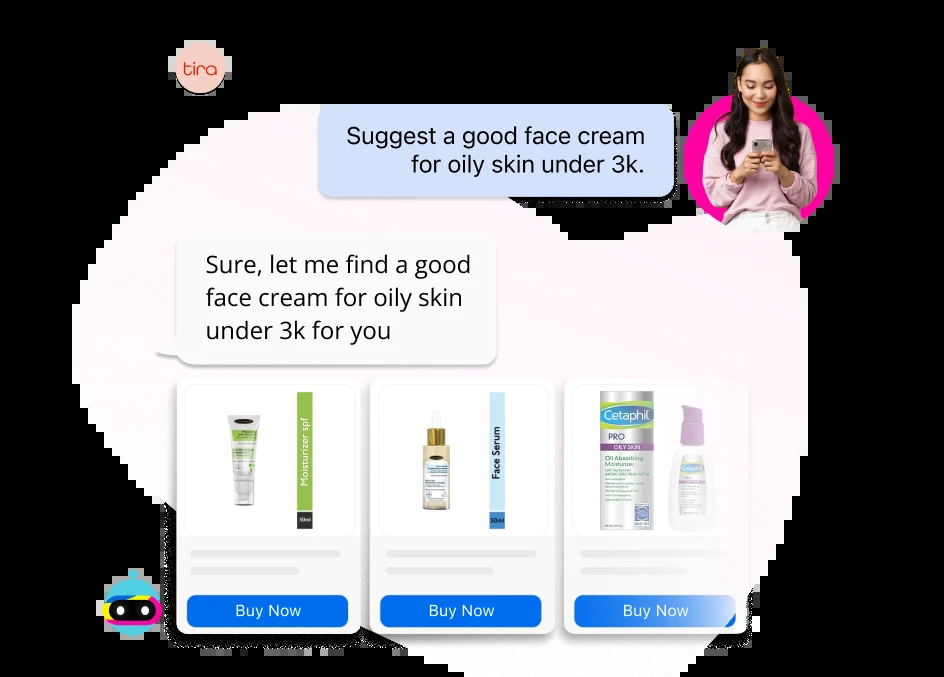 tira
Suggest a good face cream
for oily skin under 3k.
Sure, let me find a good
face cream for oily skin
under 3k for you
Moisturizer spf
50ml
Face Serum
50ml
Cetaphil
PRO
OILY SKIN
Oil Absorbing
Moisturizer
Cetaphil
Buy Now
Buy Now
Buy Now